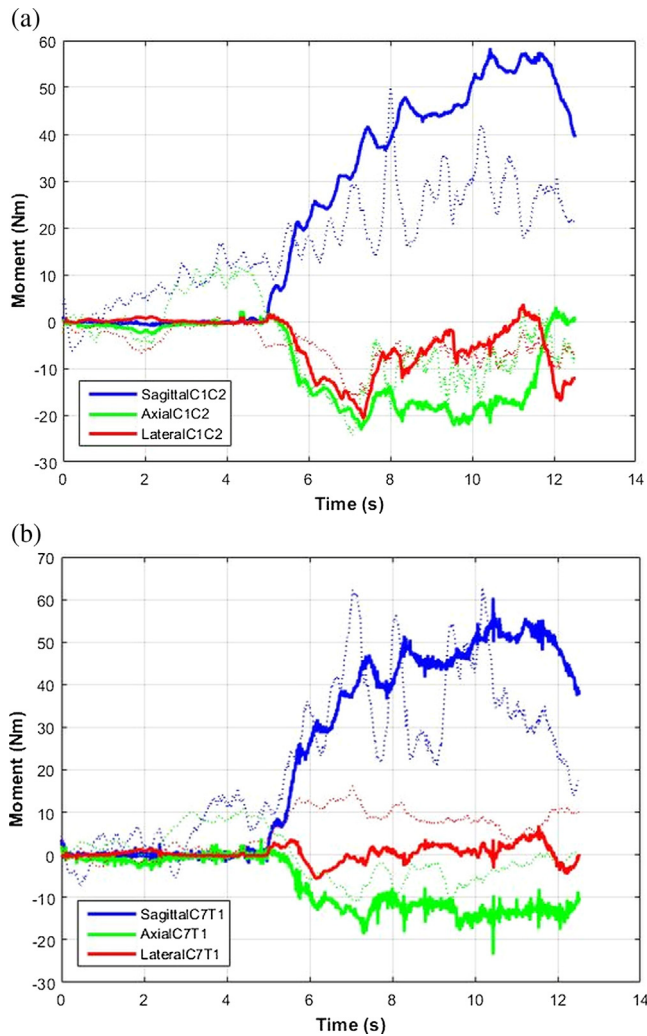 (a)
60
50
40
30
20
10
0
-10
-20
-30
Moment (Nm)
SagittalC1C2
AxialC1C2
LateralC1C2
0 2 4 6 8 10 12 14
Time (s)
(b)
70
60
50
40
30
20
10
0
-10
-20
-30
Moment (Nm)
SagittalC7T1
AxialC7T1
LateralC7T1
0 2 4 6 8 10 12 14
Time (s)